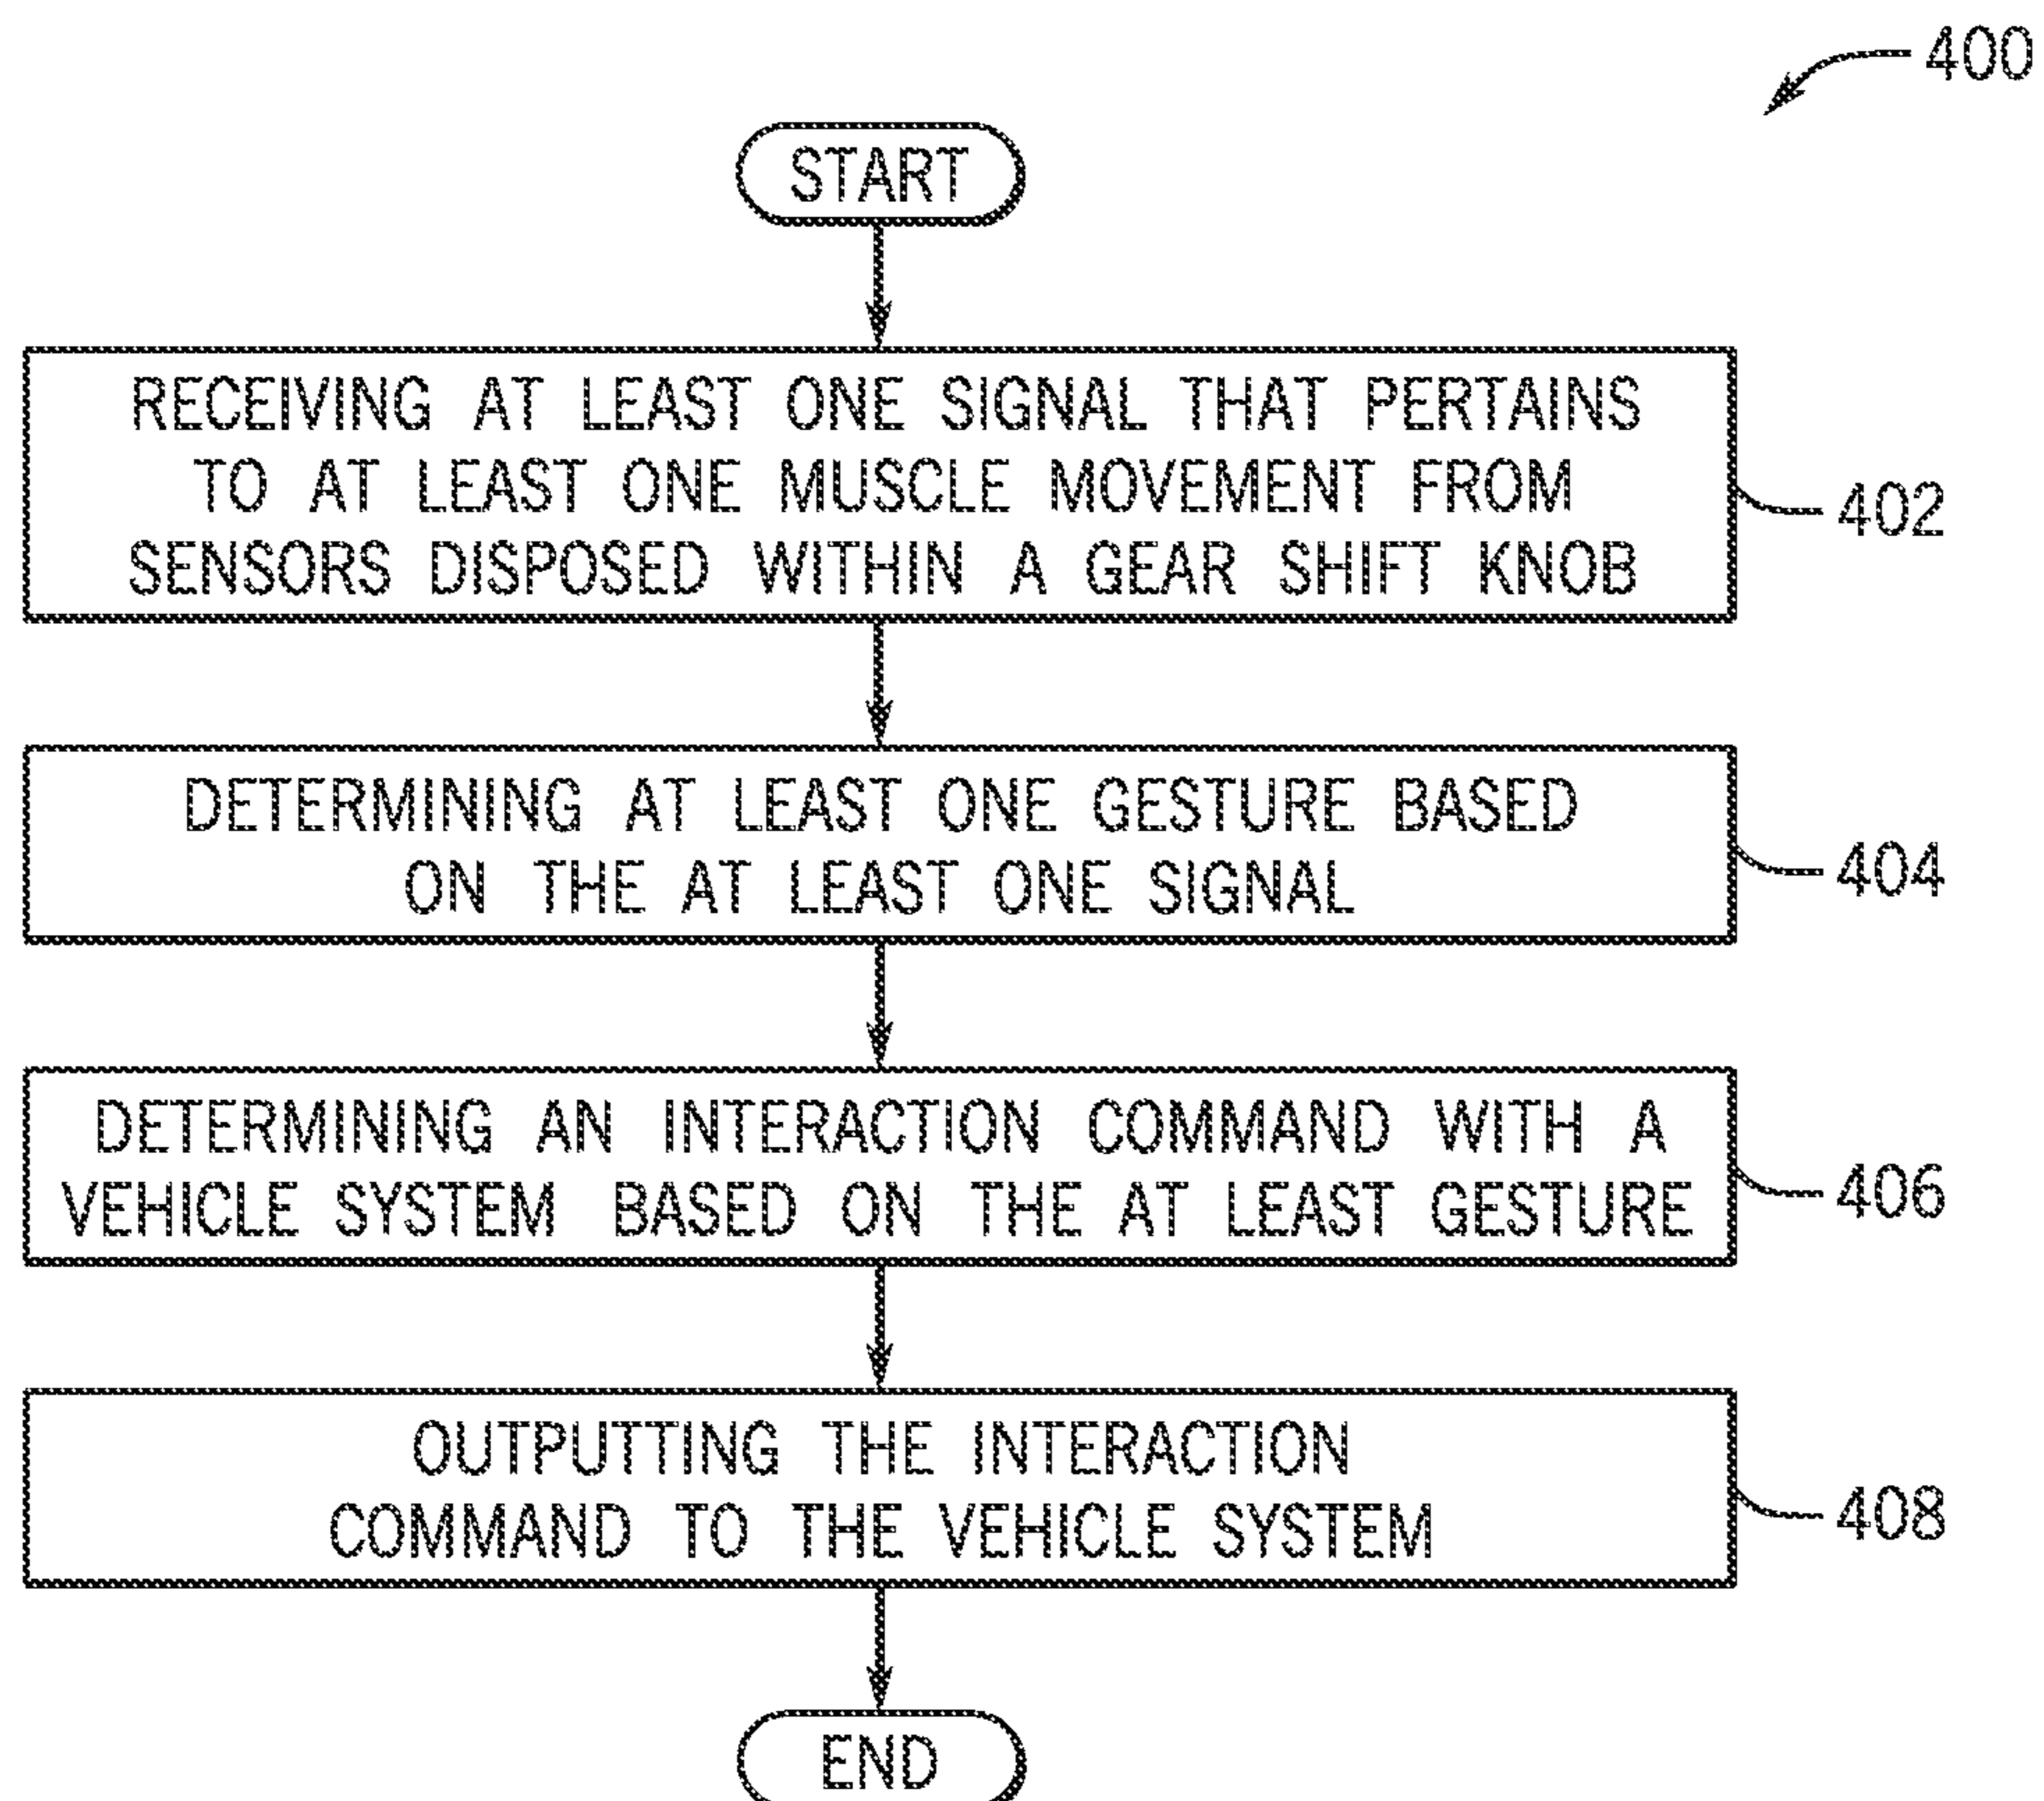 400
START
RECEIVING AT LEAST ONE SIGNAL THAT PERTAINS
TO AT LEAST ONE MUSCLE MOVEMENT FROM
SENSORS DISPOSED WITHIN A GEAR SHIFT KNOB
402
DETERMINING AT LEAST ONE GESTURE BASED
ON THE AT LEAST ONE SIGNAL
404
DETERMINING AN INTERACTION COMMAND WITH A
VEHICLE SYSTEM BASED ON THE AT LEAST GESTURE
406
OUTPUTTING THE INTERACTION
COMMAND TO THE VEHICLE SYSTEM
408
END